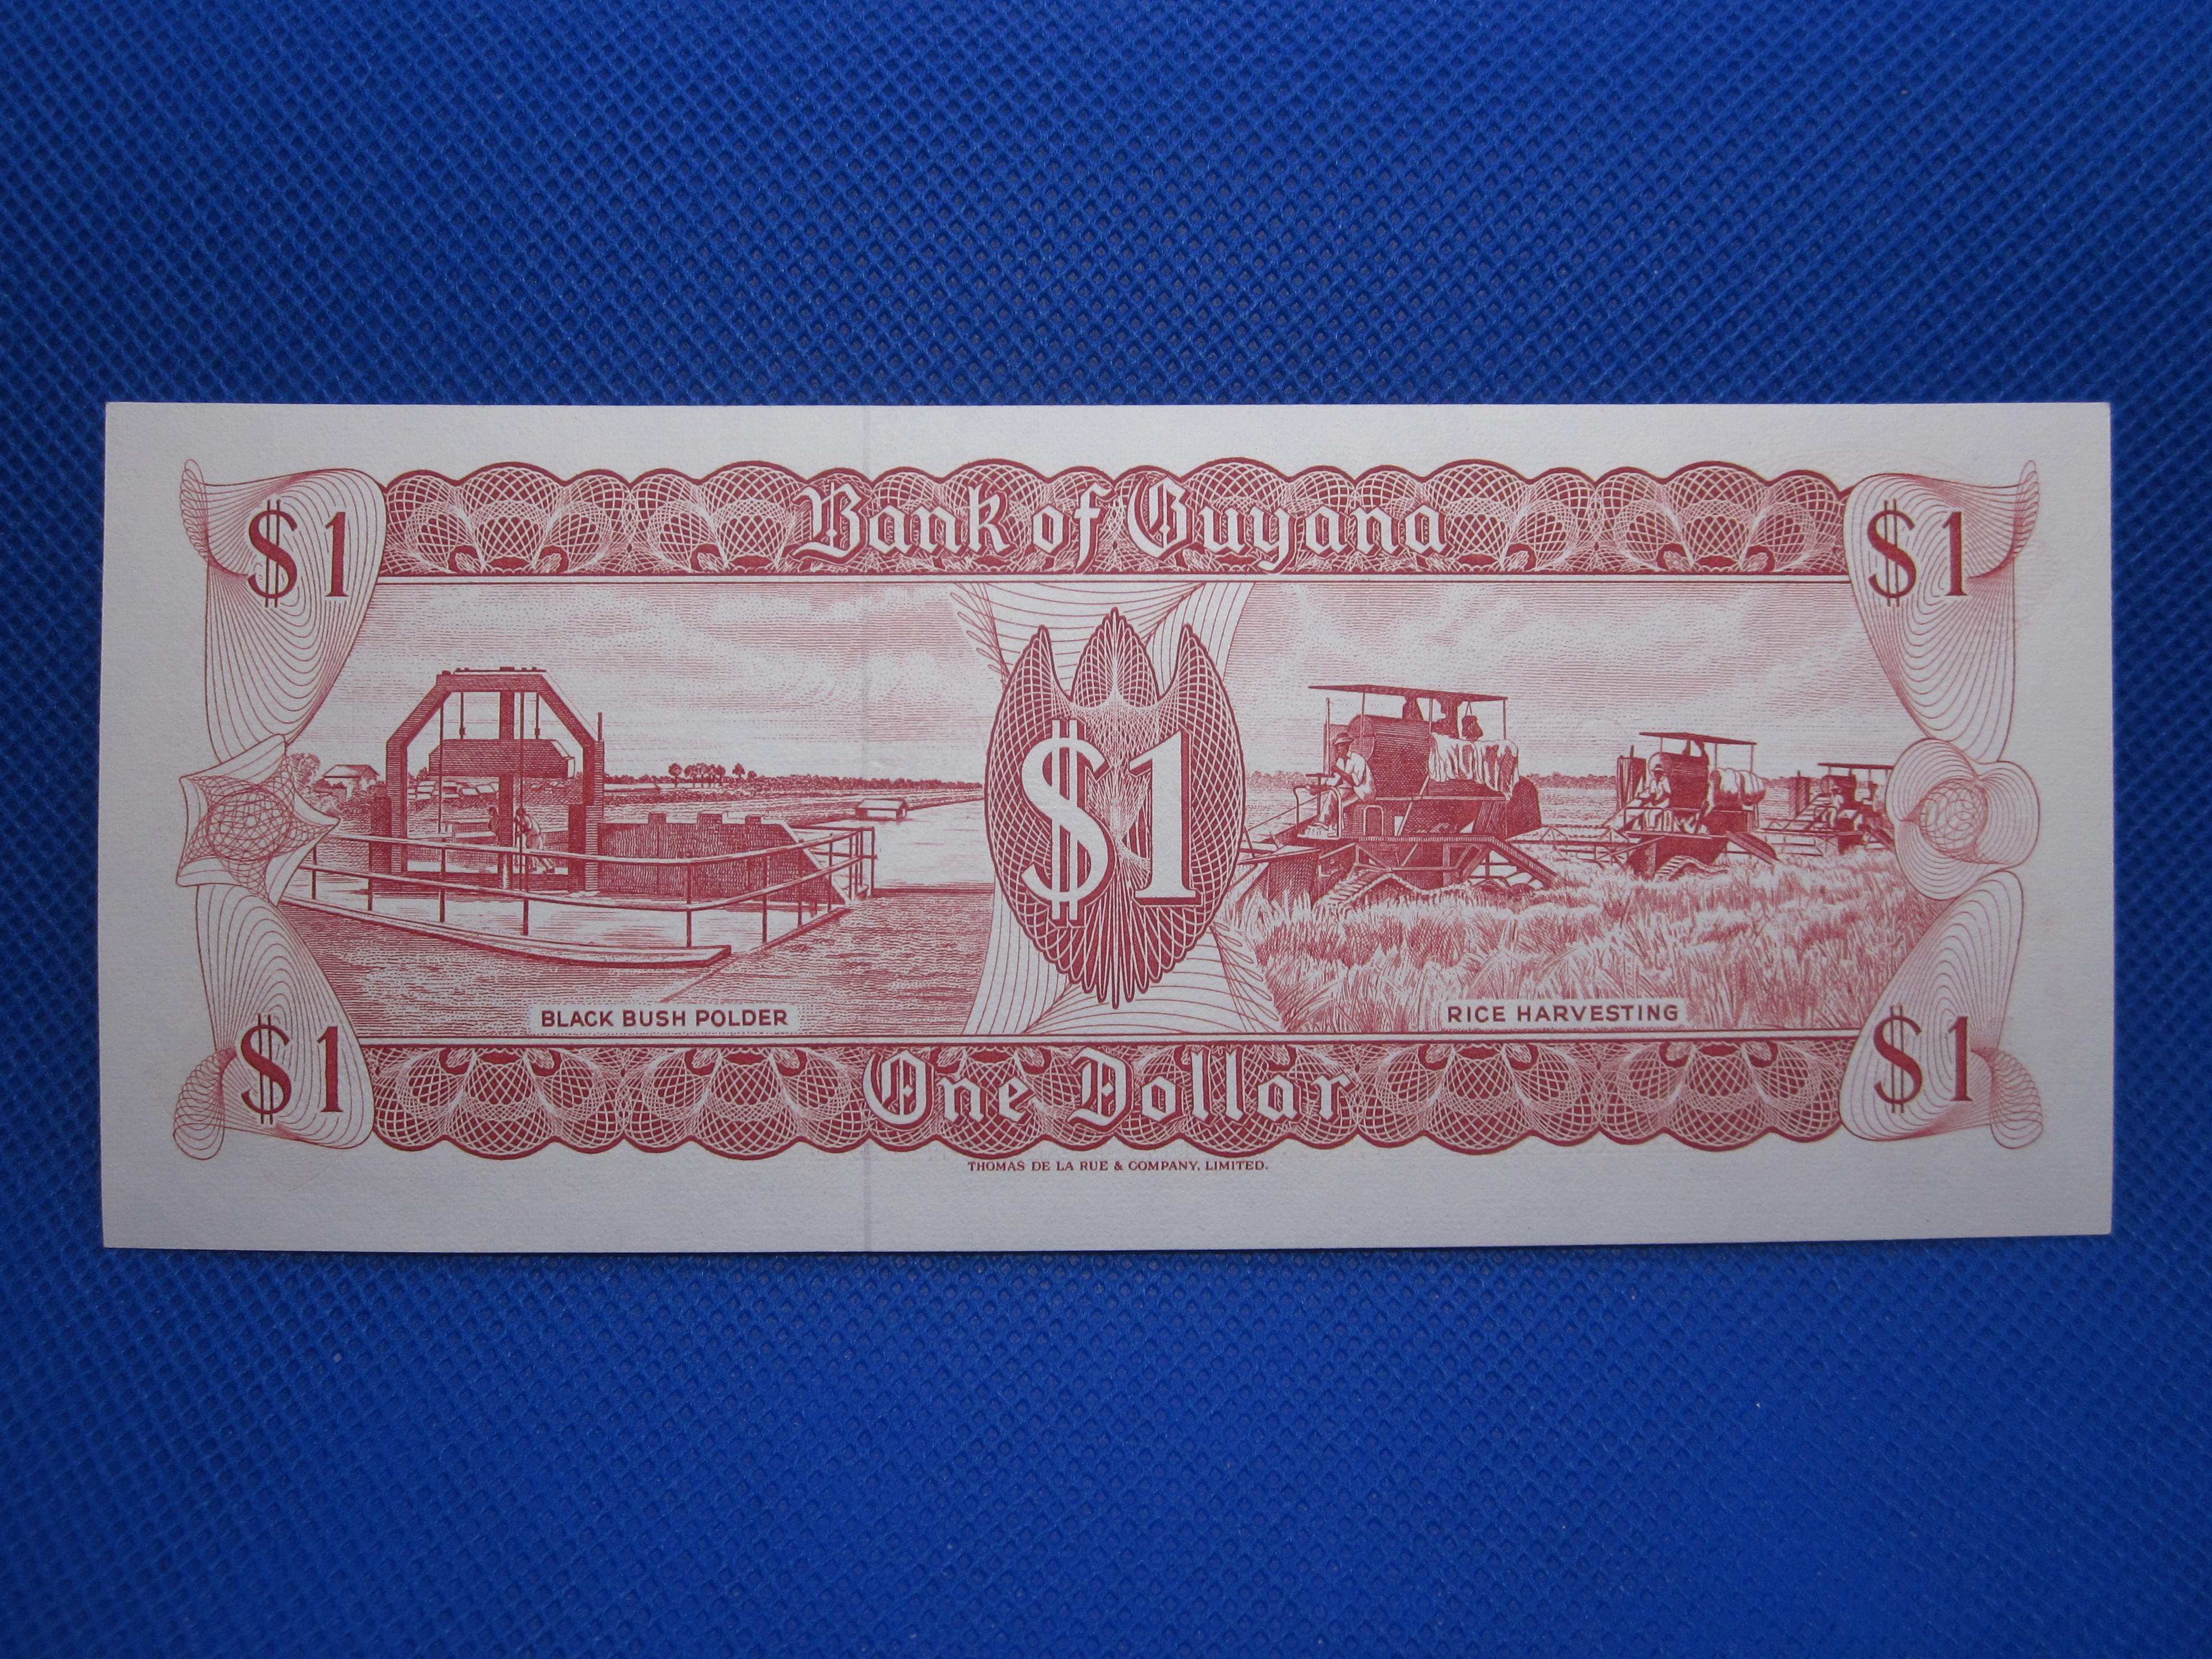 Bank of Guyana
$1 $1
$1
BLACK BUSH POLDER RICE HARVESTING
$1 $1
One Dollar
THOMAS DE LA RUE & COMPANY, LIMITED.